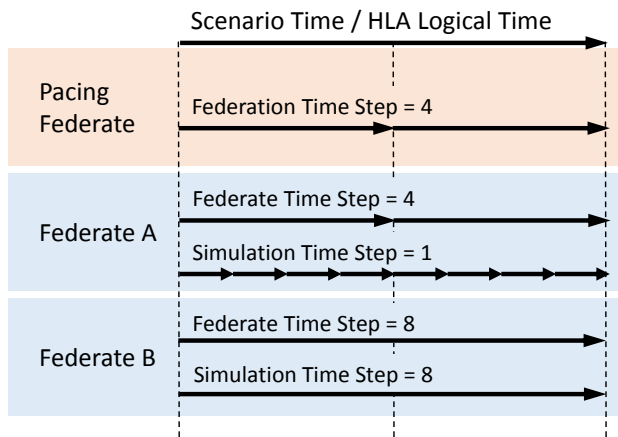 Scenario Time / HLA Logical Time
Pacing
Federate
Federation Time Step = 4
Federate A
Federate Time Step = 4
Simulation Time Step = 1
Federate B
Federate Time Step = 8
Simulation Time Step = 8